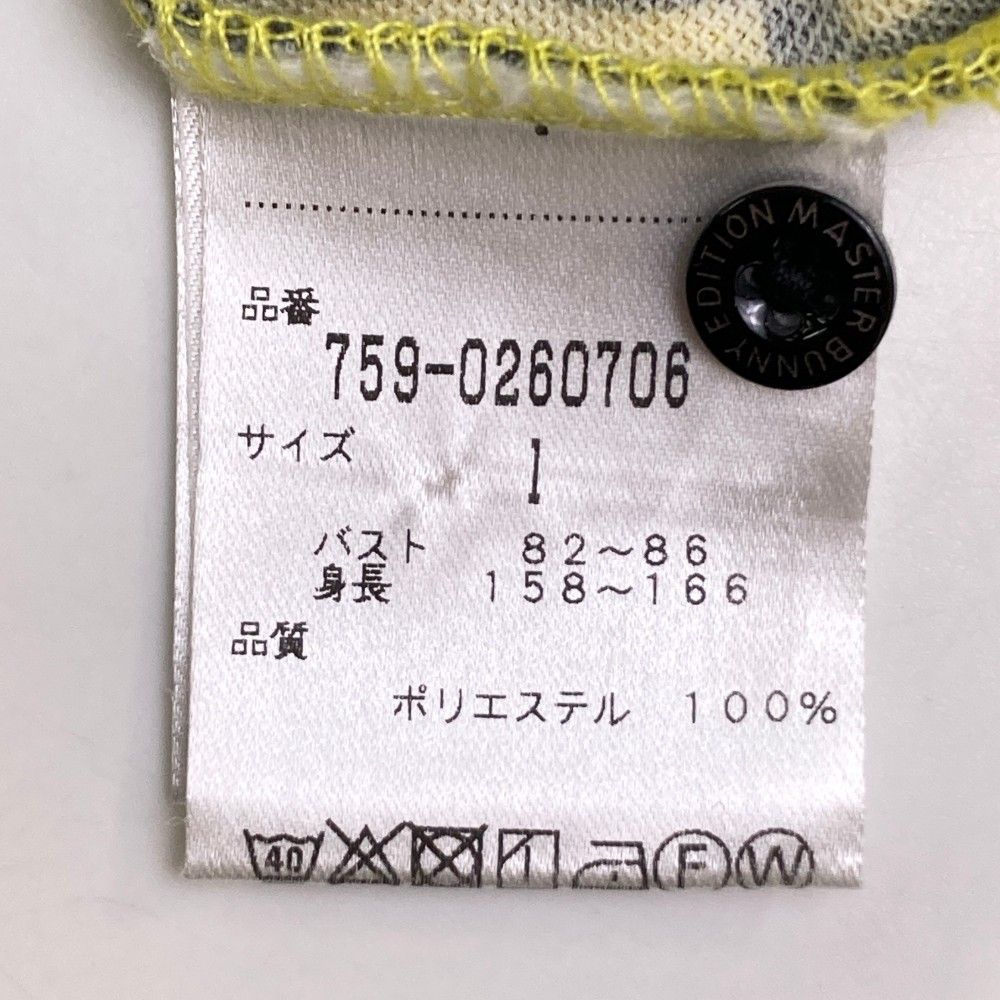 MASTER BUNNY EDITION
品番
759-0260706
サイズ 1
バスト 82～86
身長 158～166
品質
ポリエステル 100%
40 F W